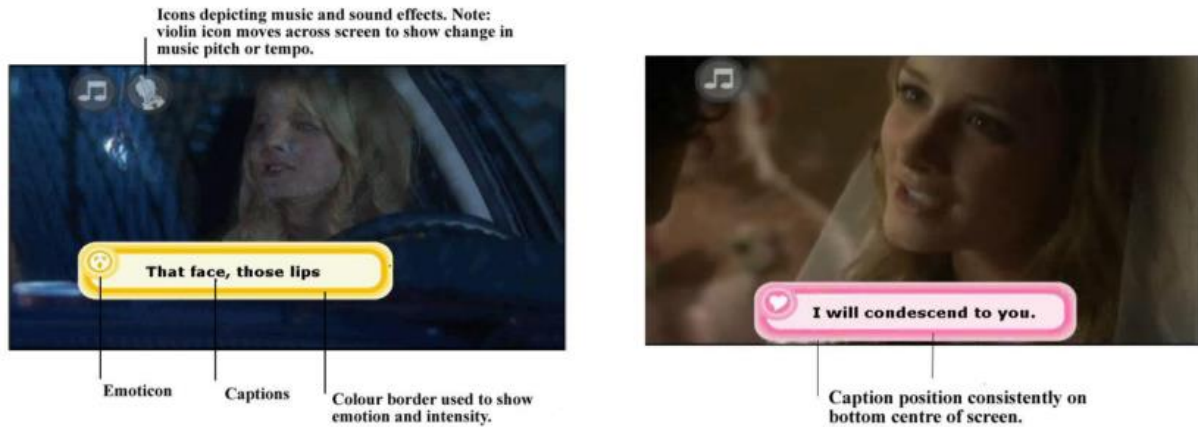 Icons depicting music and sound effects. Note:
violin icon moves across screen to show change in
music pitch or tempo.
That face, those lips
Emoticon
Captions
Colour border used to show
emotion and intensity.
I will condescend to you.
Caption position consistently on
bottom centre of screen.